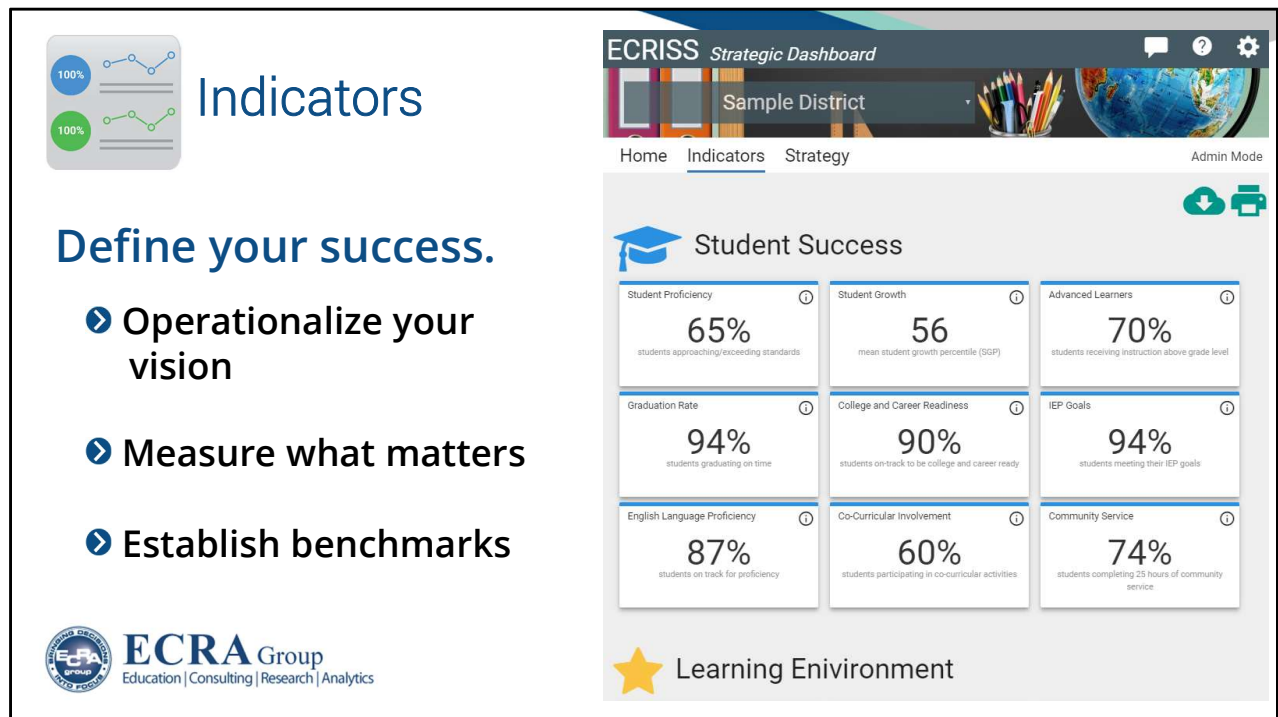 100%
100%
Indicators
Define your success.
Operationalize your
vision
Measure what matters
Establish benchmarks
BRINGING DECISIONS
ECRA
group
INTO FOCUS
ECRA Group
Education | Consulting | Research | Analytics
ECRISS Strategic Dashboard
Sample District
Home Indicators Strategy Admin Mode
Student Success
Student Proficiency
65%
students approaching/exceeding standards
Student Growth
56
mean student growth percentile (SGP)
Advanced Learners
70%
students receiving instruction above grade level
Graduation Rate
94%
students graduating on time
College and Career Readiness
90%
students on-track to be college and career ready
IEP Goals
94%
students meeting their IEP goals
English Language Proficiency
87%
students on track for proficiency
Co-Curricular Involvement
60%
students participating in co-curricular activities
Community Service
74%
students completing 25 hours of community
service
Learning Enivironment